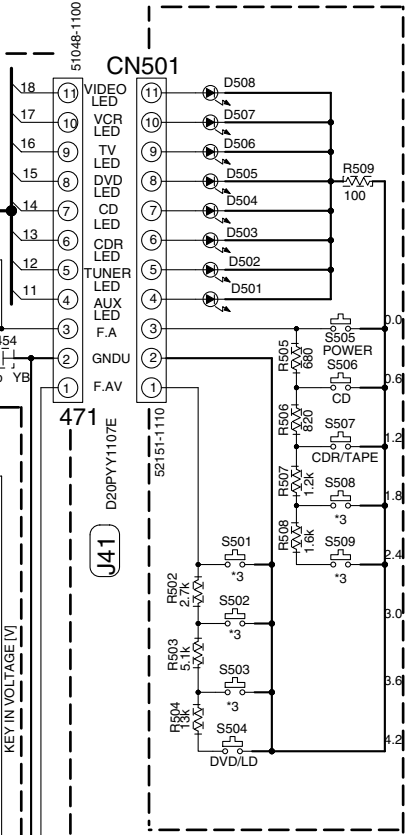 51048-1100
CN501
18 11 VIDEO LED 11 D508
17 10 VCR LED 10 D507
16 9 TV LED 9 D506
15 8 DVD LED 8 D505
R509
100
14 7 CD LED 7 D504
13 6 CDR LED 6 D503
12 5 TUNER LED 5 D502
11 4 AUX LED 4 D501
3 F.A 3
454
YB
2 GNDU 2
1 F.AV 1
471
D20PYY1107E
52151-1110
J41
KEY IN VOLTAGE [V]
R505
680
S505
POWER
0.0
S506
CD
0.6
R506
820
S507
CDR/TAPE
1.2
R507
1.2k
S508
*3
1.8
R508
1.6k
S509
*3
2.4
3.0
3.6
4.2
S501
*3
R502
2.7k
S502
*3
R503
5.1k
S503
*3
R504
13k
S504
DVD/LD